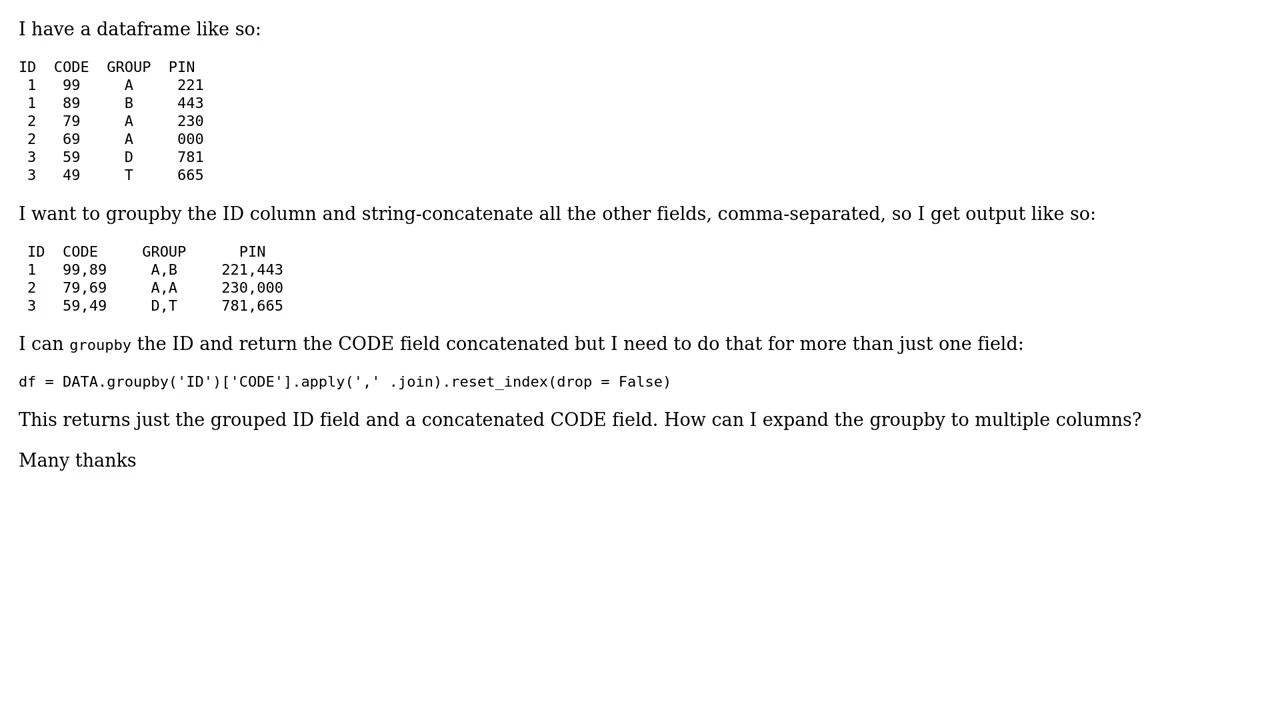 I have a dataframe like so:
ID  CODE  GROUP  PIN
 1   99     A     221
 1   89     B     443
 2   79     A     230
 2   69     A     000
 3   59     D     781
 3   49     T     665
I want to groupby the ID column and string-concatenate all the other fields, comma-separated, so I get output like so:
 ID  CODE     GROUP      PIN
 1   99,89     A,B     221,443
 2   79,69     A,A     230,000
 3   59,49     D,T     781,665
I can groupby the ID and return the CODE field concatenated but I need to do that for more than just one field:
df = DATA.groupby('ID')['CODE'].apply(',' .join).reset_index(drop = False)
This returns just the grouped ID field and a concatenated CODE field. How can I expand the groupby to multiple columns?
Many thanks